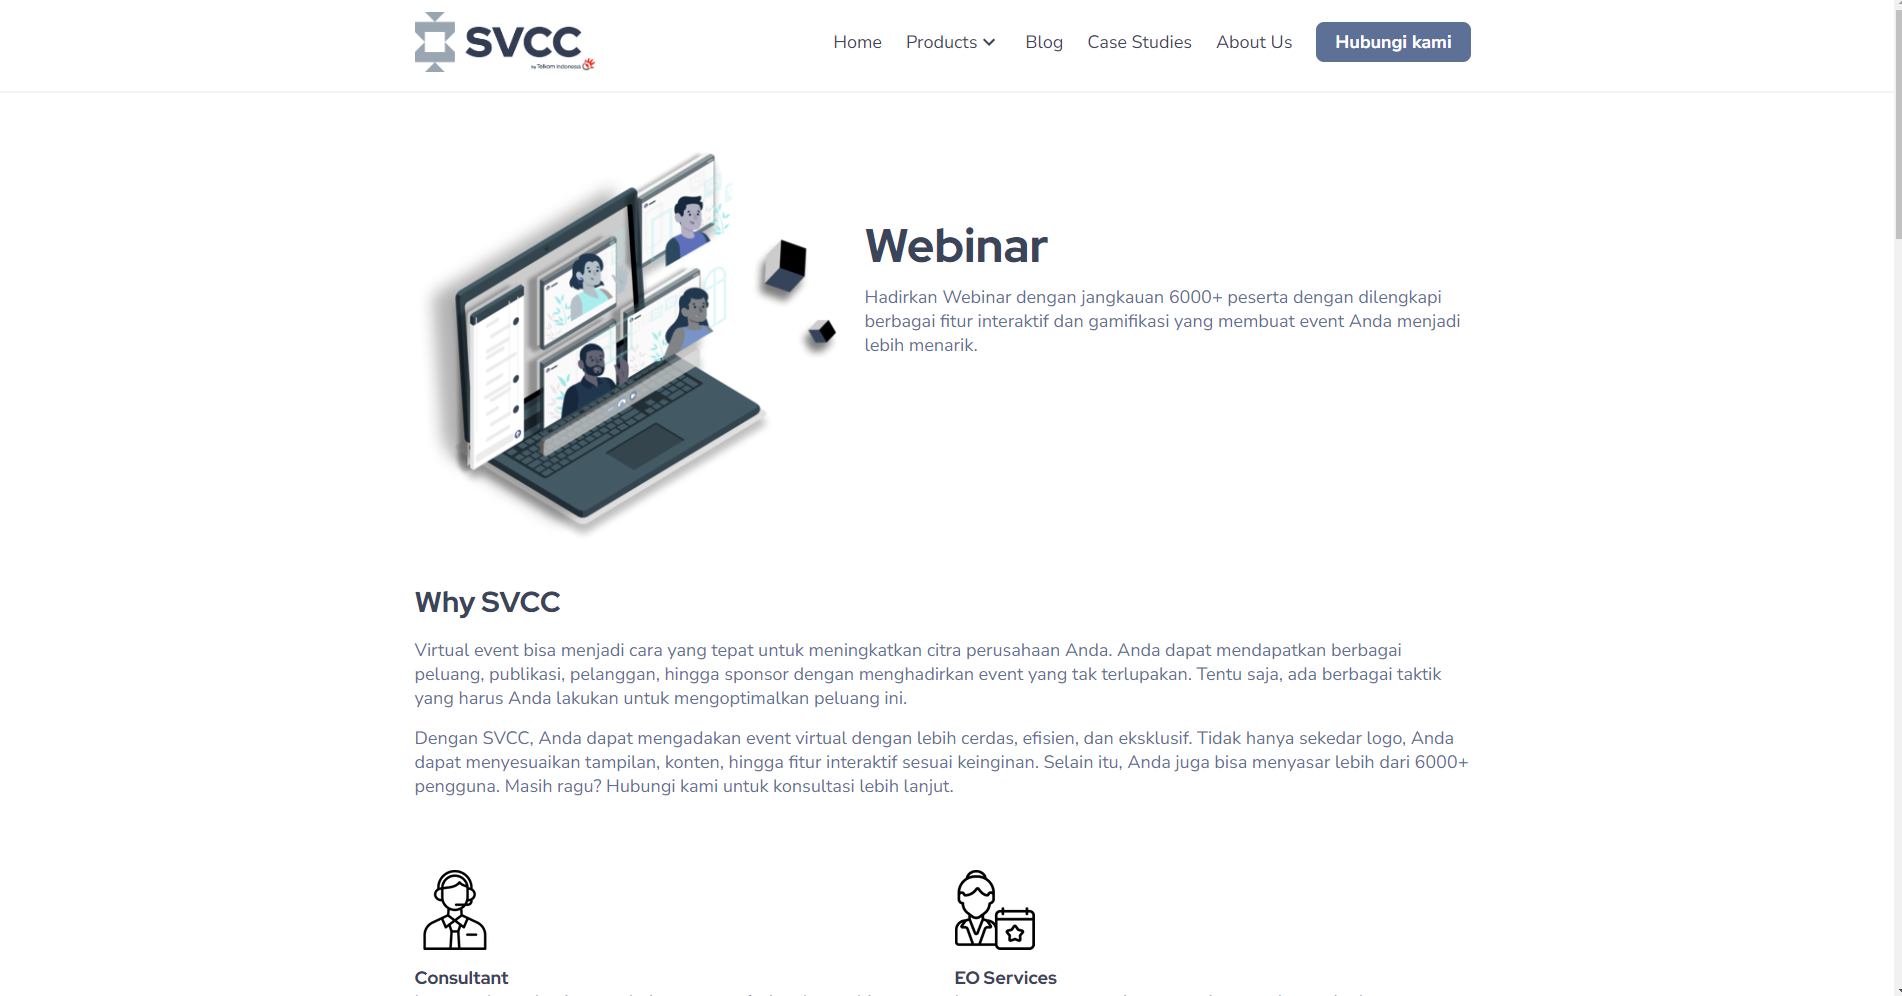 SVCC
by Telkom Indonesia
Home Products Blog Case Studies About Us Hubungi kami
Webinar
Hadirkan Webinar dengan jangkauan 6000+ peserta dengan dilengkapi
berbagai fitur interaktif dan gamifikasi yang membuat event Anda menjadi
lebih menarik.
Why SVCC
Virtual event bisa menjadi cara yang tepat untuk meningkatkan citra perusahaan Anda. Anda dapat mendapatkan berbagai
peluang, publikasi, pelanggan, hingga sponsor dengan menghadirkan event yang tak terlupakan. Tentu saja, ada berbagai taktik
yang harus Anda lakukan untuk mengoptimalkan peluang ini.
Dengan SVCC, Anda dapat mengadakan event virtual dengan lebih cerdas, efisien, dan eksklusif. Tidak hanya sekedar logo, Anda
dapat menyesuaikan tampilan, konten, hingga fitur interaktif sesuai keinginan. Selain itu, Anda juga bisa menyasar lebih dari 6000+
pengguna. Masih ragu? Hubungi kami untuk konsultasi lebih lanjut.
Consultant
EO Services